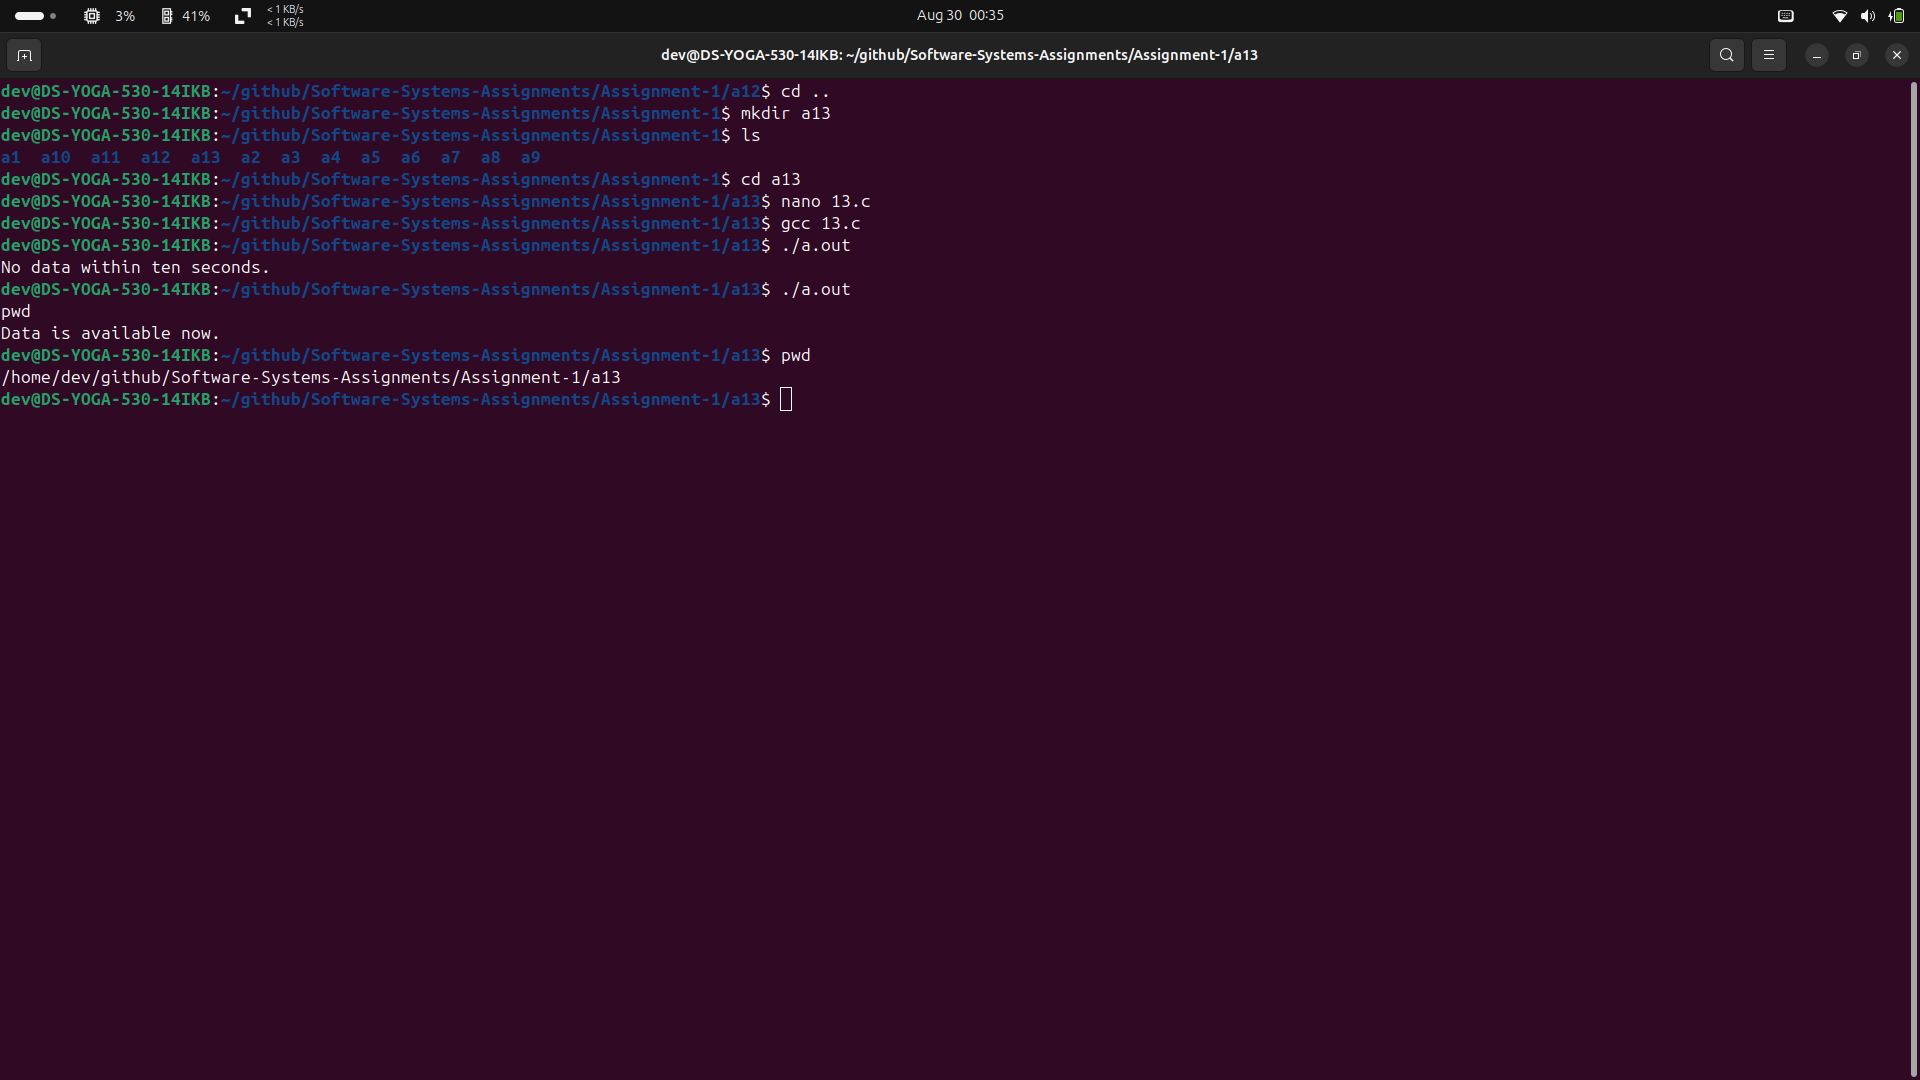 3% 41% < 1 KB/s
< 1 KB/s
Aug 30 00:35
dev@DS-YOGA-530-14IKB: ~/github/Software-Systems-Assignments/Assignment-1/a13
dev@DS-YOGA-530-14IKB:~/github/Software-Systems-Assignments/Assignment-1/a12$ cd ..
dev@DS-YOGA-530-14IKB:~/github/Software-Systems-Assignments/Assignment-1$ mkdir a13
dev@DS-YOGA-530-14IKB:~/github/Software-Systems-Assignments/Assignment-1$ ls
a1  a10  a11  a12  a13  a2  a3  a4  a5  a6  a7  a8  a9
dev@DS-YOGA-530-14IKB:~/github/Software-Systems-Assignments/Assignment-1$ cd a13
dev@DS-YOGA-530-14IKB:~/github/Software-Systems-Assignments/Assignment-1/a13$ nano 13.c
dev@DS-YOGA-530-14IKB:~/github/Software-Systems-Assignments/Assignment-1/a13$ gcc 13.c
dev@DS-YOGA-530-14IKB:~/github/Software-Systems-Assignments/Assignment-1/a13$ ./a.out
No data within ten seconds.
dev@DS-YOGA-530-14IKB:~/github/Software-Systems-Assignments/Assignment-1/a13$ ./a.out
pwd
Data is available now.
dev@DS-YOGA-530-14IKB:~/github/Software-Systems-Assignments/Assignment-1/a13$ pwd
/home/dev/github/Software-Systems-Assignments/Assignment-1/a13
dev@DS-YOGA-530-14IKB:~/github/Software-Systems-Assignments/Assignment-1/a13$